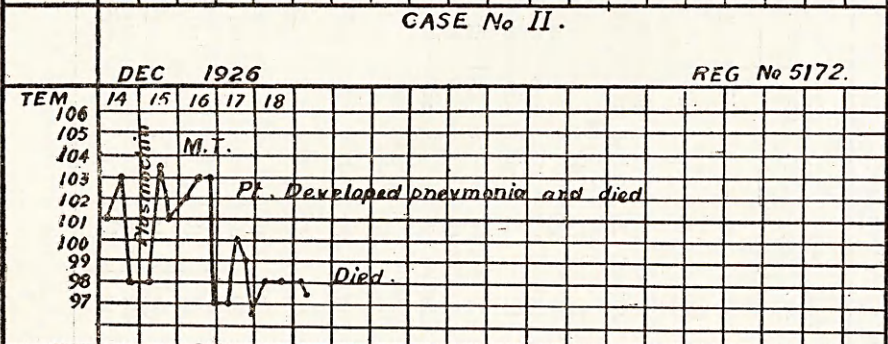 CASE No II.
DEC 1926 REG No 5172.
TEM 14 15 16 17 18
106
105
104
103
102
101
100
99
98
97
Plasmochin
M.T.
Pt. Developed pnevmonia and died
Died.